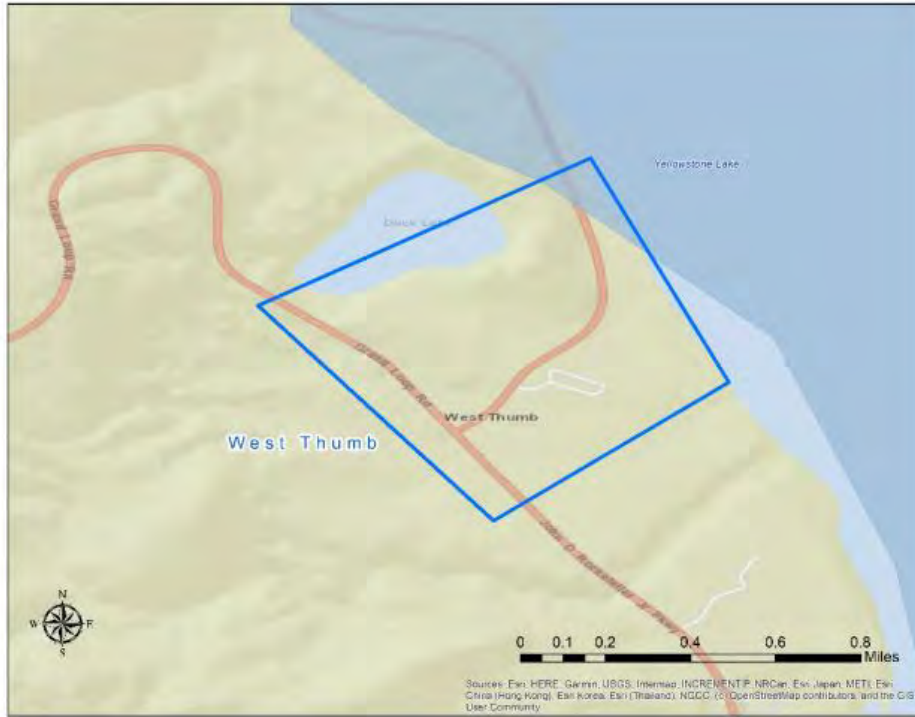 Yellowstone Lake
Duck Lake
Grand Loop Rd
Grand Loop Rd
West Thumb
West Thumb
John D Rockefeller Jr Pkwy
N
W E
S
0 0.1 0.2 0.4 0.6 0.8
Miles
Sources: Esri, HERE, Garmin, USGS, Intermap, INCREMENT P, NRCan, Esri Japan, METI, Esri
China (Hong Kong), Esri Korea, Esri (Thailand), NGCC, (c) OpenStreetMap contributors, and the GIS
User Community